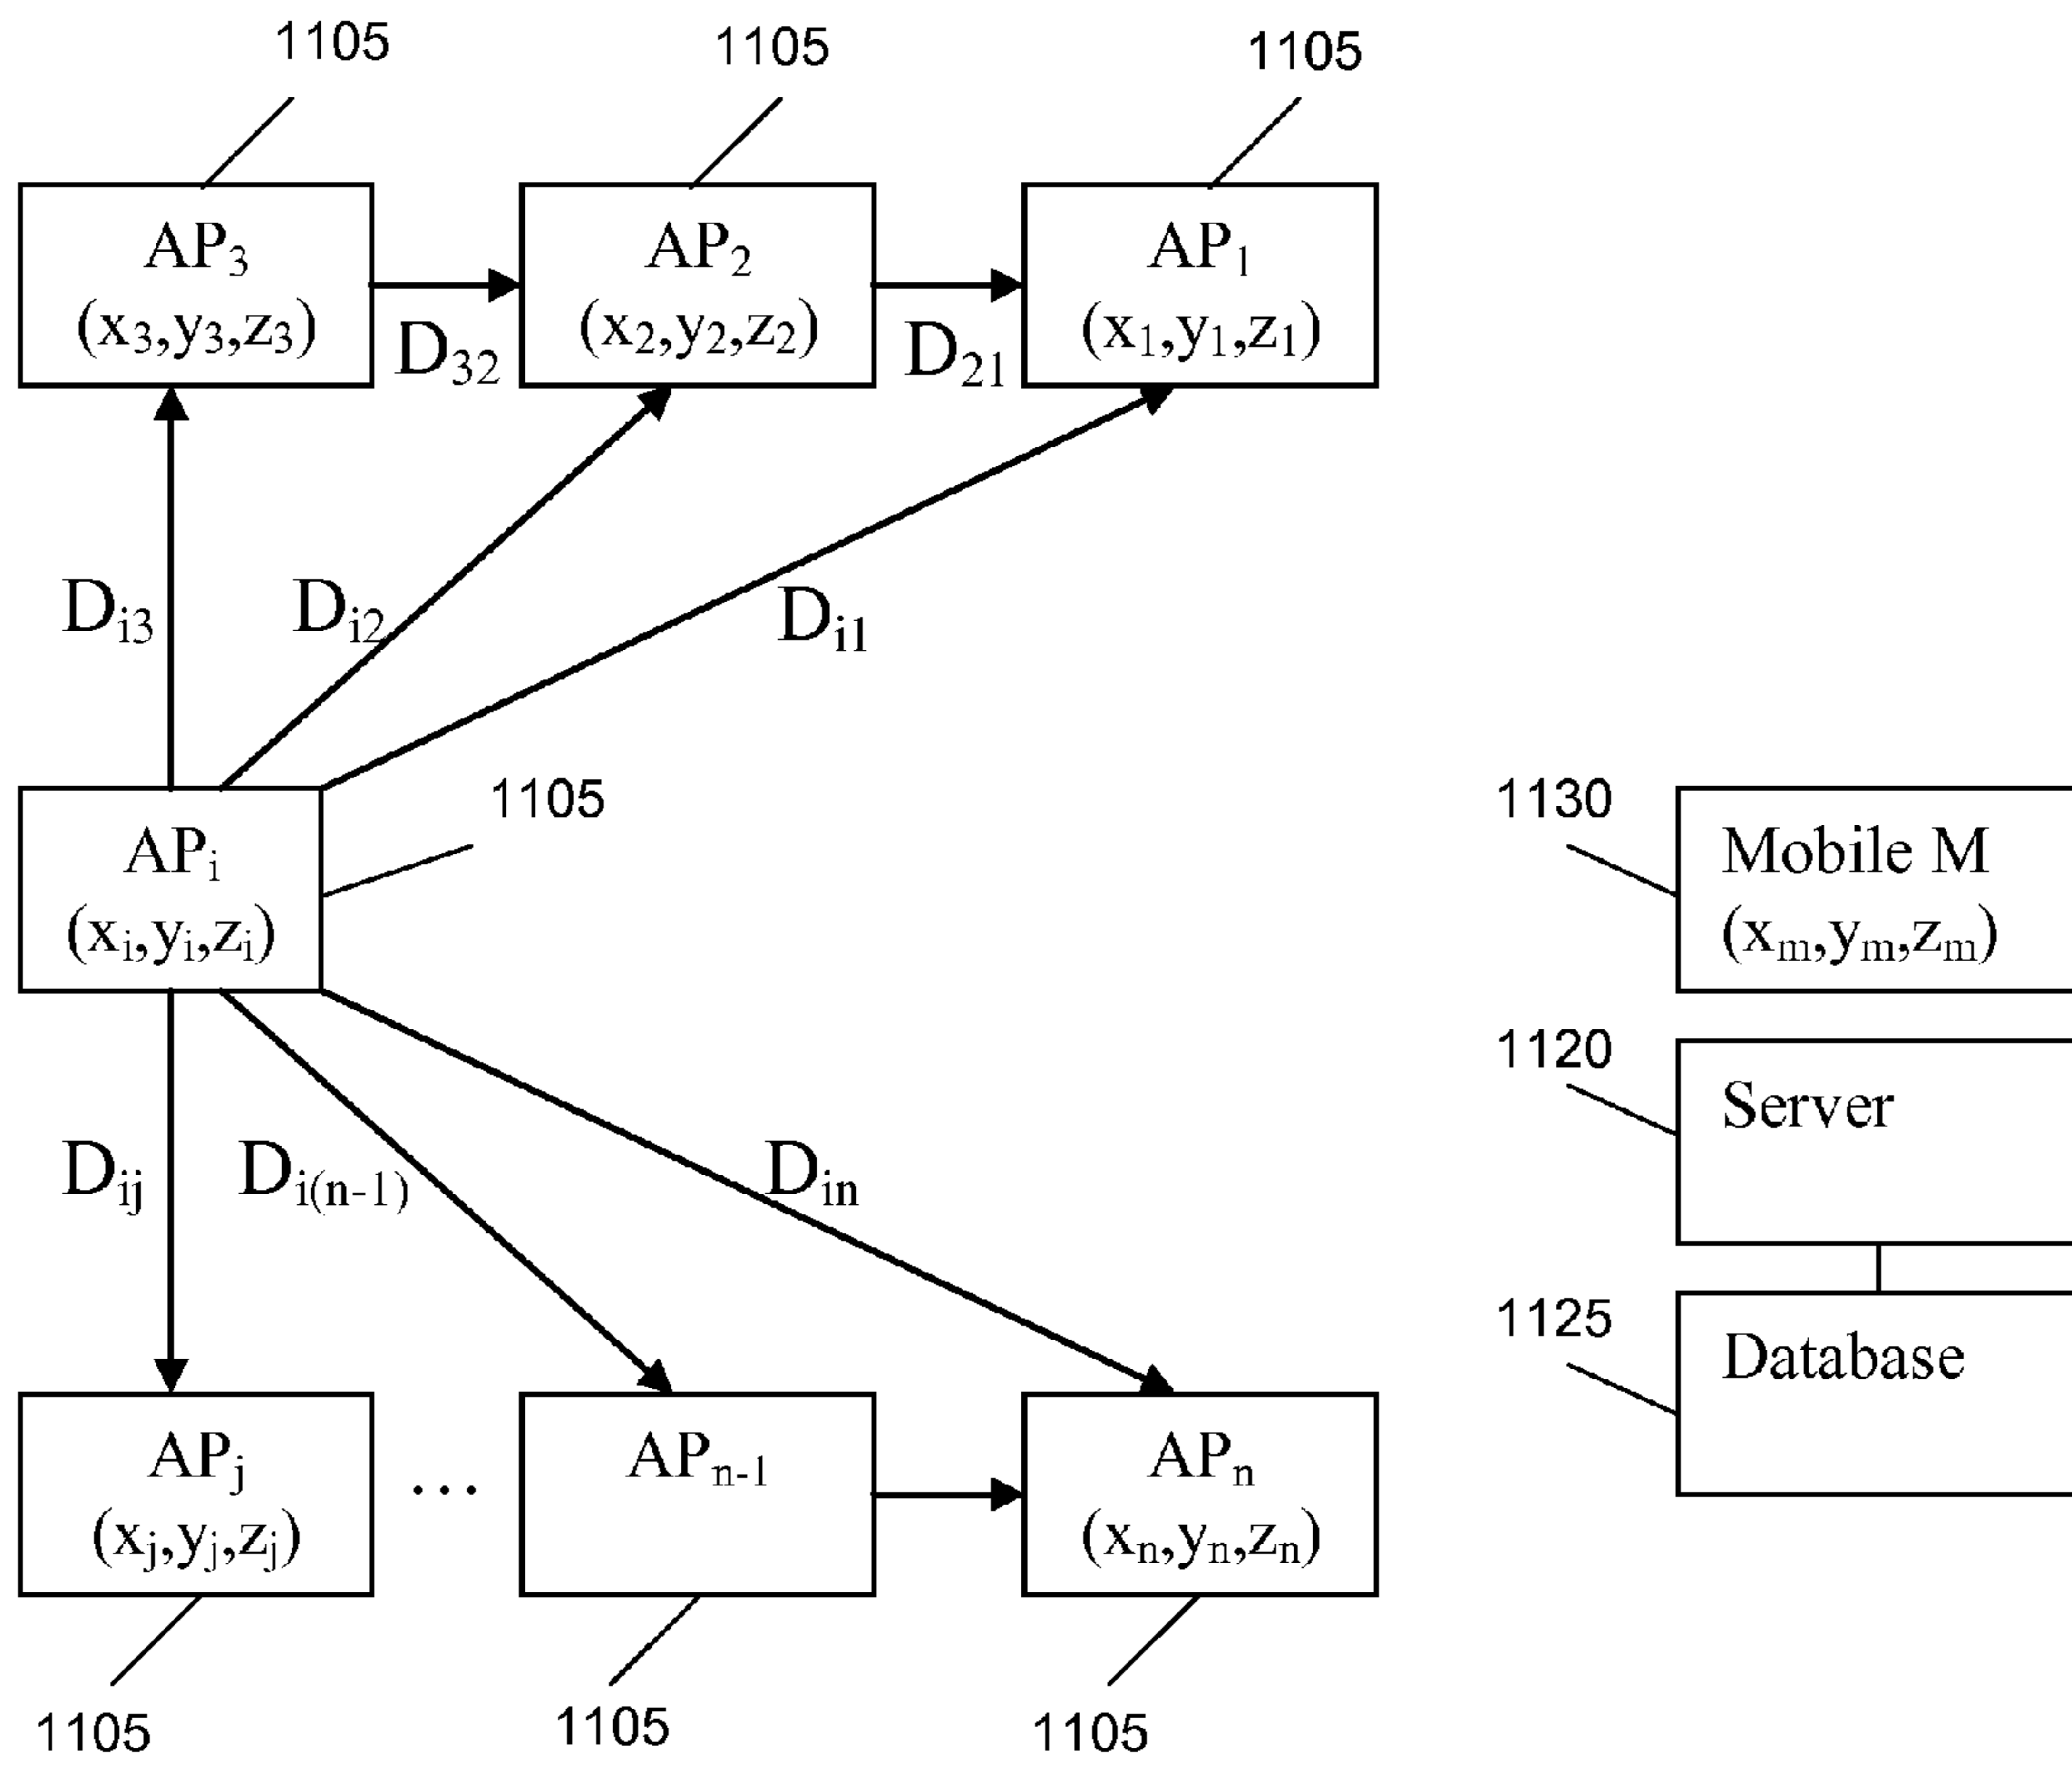 1105 1105 1105
AP₃ AP₂ AP₁
(x₃,y₃,z₃) (x₂,y₂,z₂) (x₁,y₁,z₁)
D₃₂ D₂₁
Dᵢ₃ Dᵢ₂ Dᵢ₁
1105 1130
APᵢ Mobile M
(xᵢ,yᵢ,zᵢ) (xₘ,yₘ,zₘ)
1120
Server
Dᵢⱼ Dᵢ₍ₙ₋₁₎ Dᵢₙ
1125
Database
APⱼ ... APₙ₋₁ APₙ
(xⱼ,yⱼ,zⱼ) (xₙ,yₙ,zₙ)
1105 1105 1105